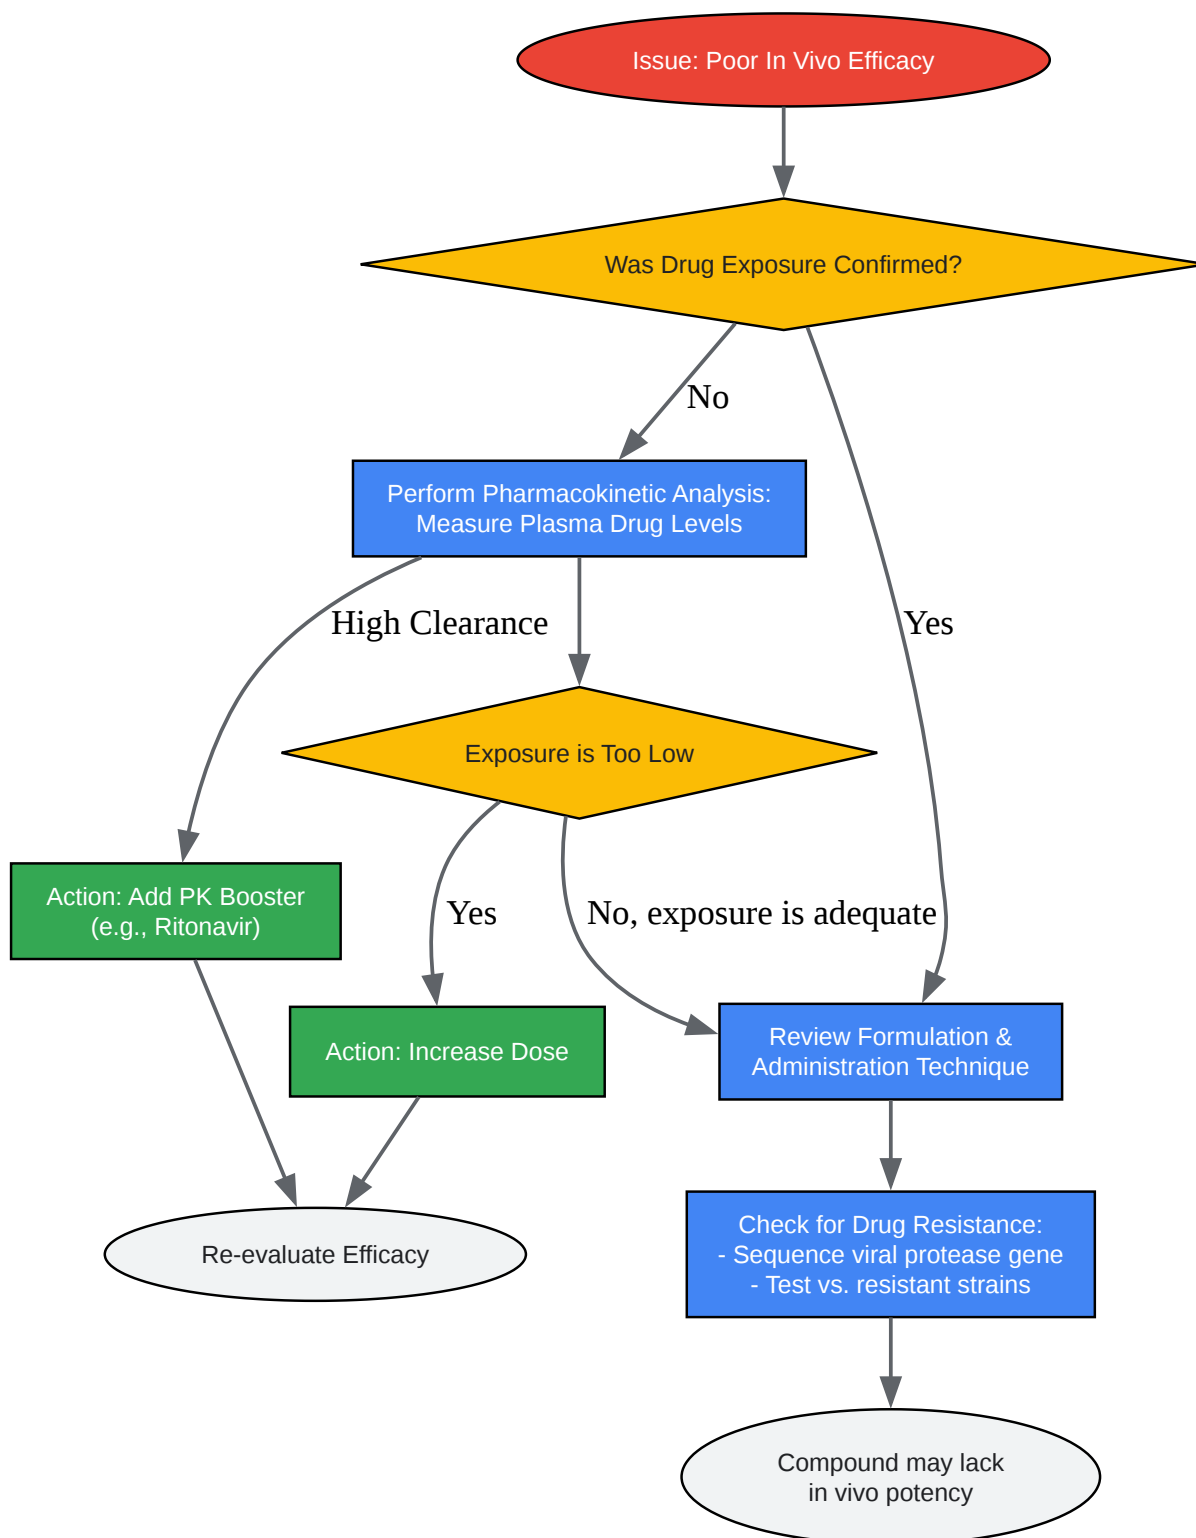 Issue: Poor In Vivo Efficacy
Was Drug Exposure Confirmed?
No
Perform Pharmacokinetic Analysis:
Measure Plasma Drug Levels
High Clearance
Yes
Exposure is Too Low
Action: Add PK Booster
(e.g., Ritonavir)
Yes
No, exposure is adequate
Action: Increase Dose
Review Formulation &
Administration Technique
Re-evaluate Efficacy
Check for Drug Resistance:
- Sequence viral protease gene
- Test vs. resistant strains
Compound may lack
in vivo potency